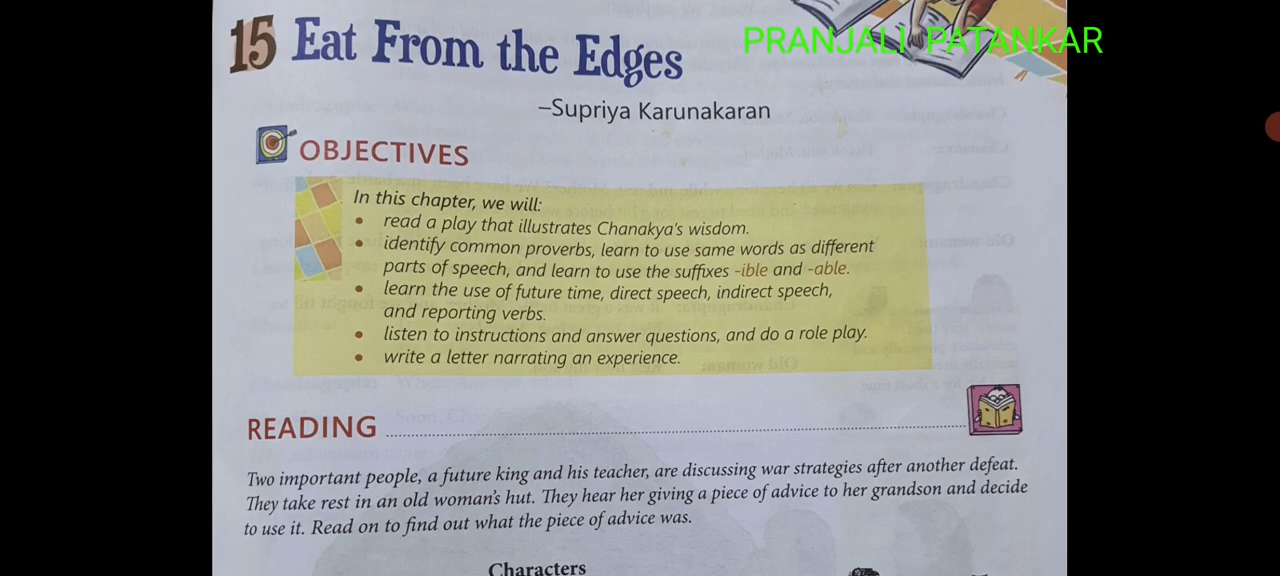 15 Eat From the Edges
PRANJALI PATANKAR
–Supriya Karunakaran
OBJECTIVES
In this chapter, we will:
• read a play that illustrates Chanakya's wisdom.
• identify common proverbs, learn to use same words as different
parts of speech, and learn to use the suffixes -ible and -able.
• learn the use of future time, direct speech, indirect speech,
and reporting verbs.
• listen to instructions and answer questions, and do a role play.
• write a letter narrating an experience.
READING
Two important people, a future king and his teacher, are discussing war strategies after another defeat.
They take rest in an old woman's hut. They hear her giving a piece of advice to her grandson and decide
to use it. Read on to find out what the piece of advice was.
Characters